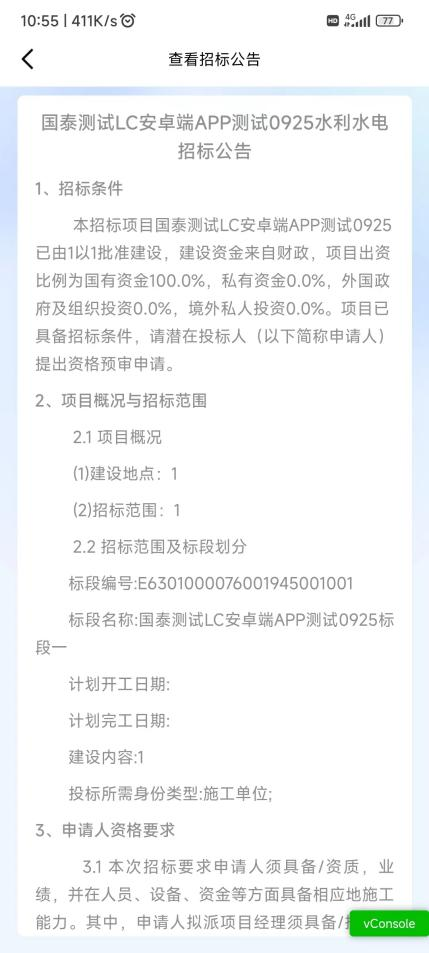 10:55 | 411K/s
HD 4G 77
查看招标公告
国泰测试LC安卓端APP测试0925水利水电
招标公告
1、招标条件
本招标项目国泰测试LC安卓端APP测试0925
已由1以1批准建设，建设资金来自财政，项目出资
比例为国有资金100.0%，私有资金0.0%，外国政
府及组织投资0.0%，境外私人投资0.0%。项目已
具备招标条件，请潜在投标人（以下简称申请人）
提出资格预审申请。
2、项目概况与招标范围
2.1 项目概况
(1)建设地点：1
(2)招标范围：1
2.2 招标范围及标段划分
标段编号:E6301000076001945001001
标段名称:国泰测试LC安卓端APP测试0925标
段一
计划开工日期:
计划完工日期:
建设内容:1
投标所需身份类型:施工单位;
3、申请人资格要求
3.1 本次招标要求申请人须具备/资质，业
绩，并在人员、设备、资金等方面具备相应地施工
能力。其中，申请人拟派项目经理须具备/
vConsole